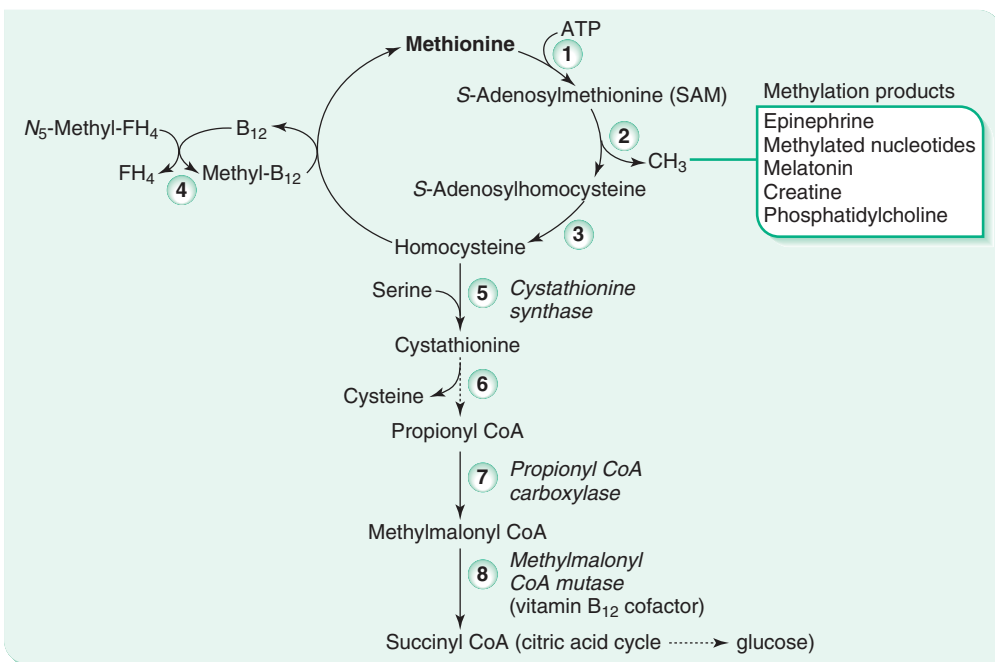 Methionine
ATP
1
S-Adenosylmethionine (SAM)
Methylation products
Epinephrine
Methylated nucleotides
Melatonin
Creatine
Phosphatidylcholine
2
CH3
N5-Methyl-FH4
B12
FH4
Methyl-B12
4
S-Adenosylhomocysteine
3
Homocysteine
Serine
5
Cystathionine
synthase
Cystathionine
6
Cysteine
Propionyl CoA
7
Propionyl CoA
carboxylase
Methylmalonyl CoA
8
Methylmalonyl
CoA mutase
(vitamin B12 cofactor)
Succinyl CoA (citric acid cycle glucose)